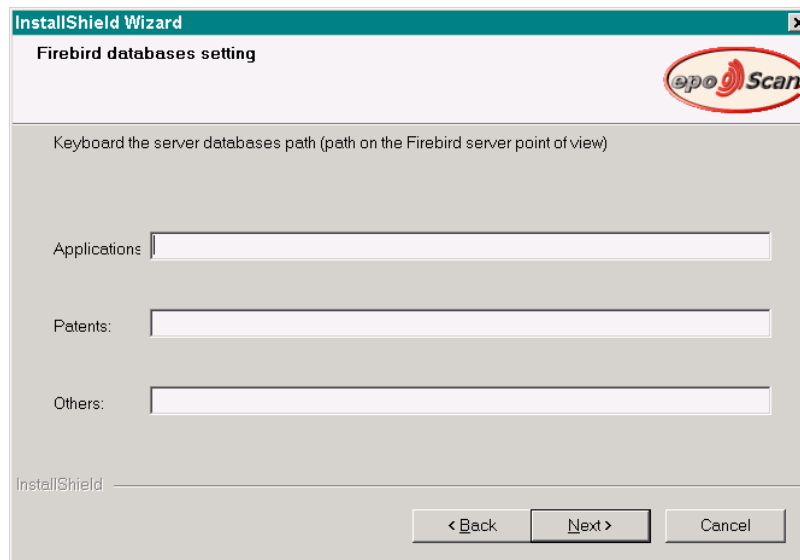 InstallShield Wizard
Firebird databases setting
epo Scan
Keyboard the server databases path (path on the Firebird server point of view)
Applications
Patents:
Others:
InstallShield
< Back
Next >
Cancel